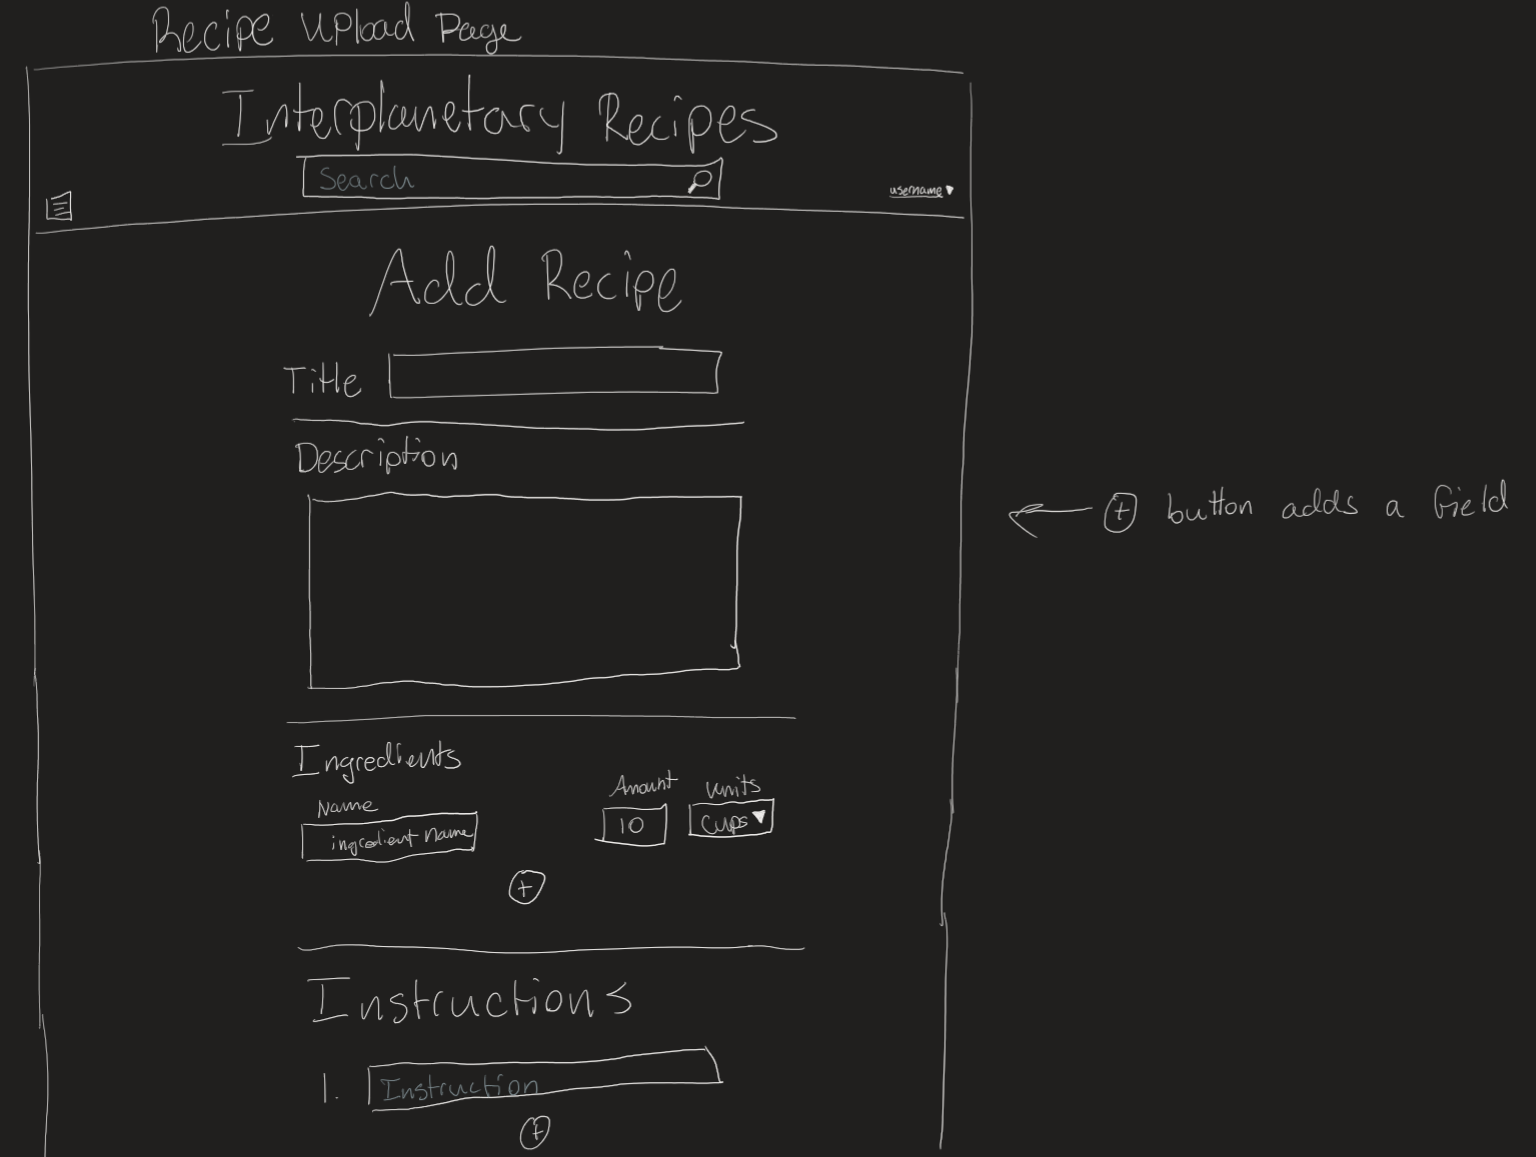 Recipe Upload Page
Interplanetary Recipes
Search
username
Add Recipe
Title
Description
+ button adds a field
Ingredients
Name
Amount
Units
ingredient name
10
cups
+
Instructions
1. Instruction
+